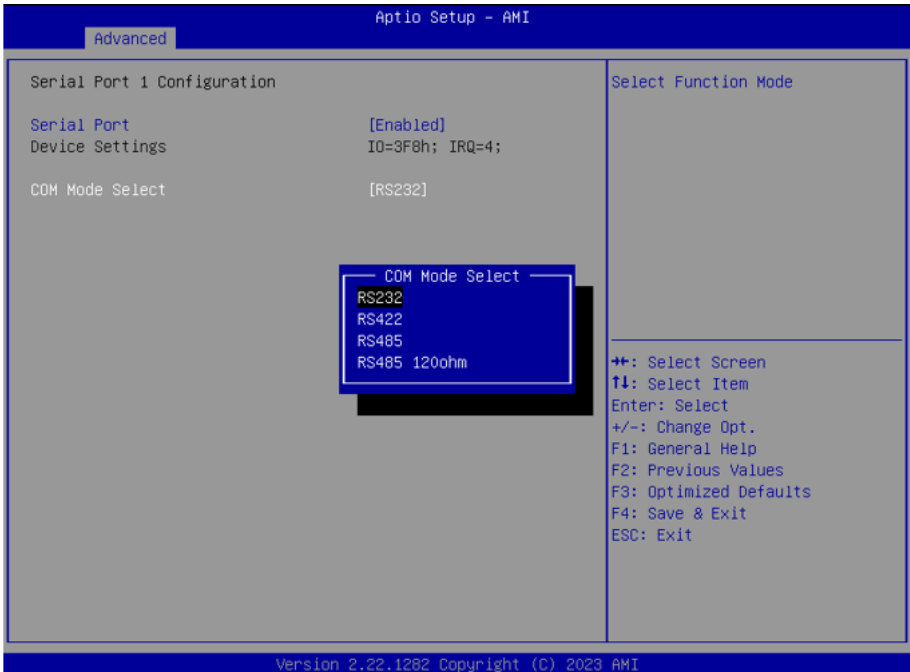 Aptio Setup – AMI
Advanced
Serial Port 1 Configuration
Serial Port [Enabled]
Device Settings IO=3F8h; IRQ=4;
COM Mode Select [RS232]
Select Function Mode
COM Mode Select
RS232
RS422
RS485
RS485 120ohm
→←: Select Screen
↑↓: Select Item
Enter: Select
+/-: Change Opt.
F1: General Help
F2: Previous Values
F3: Optimized Defaults
F4: Save & Exit
ESC: Exit
Version 2.22.1282 Copyright (C) 2023 AMI